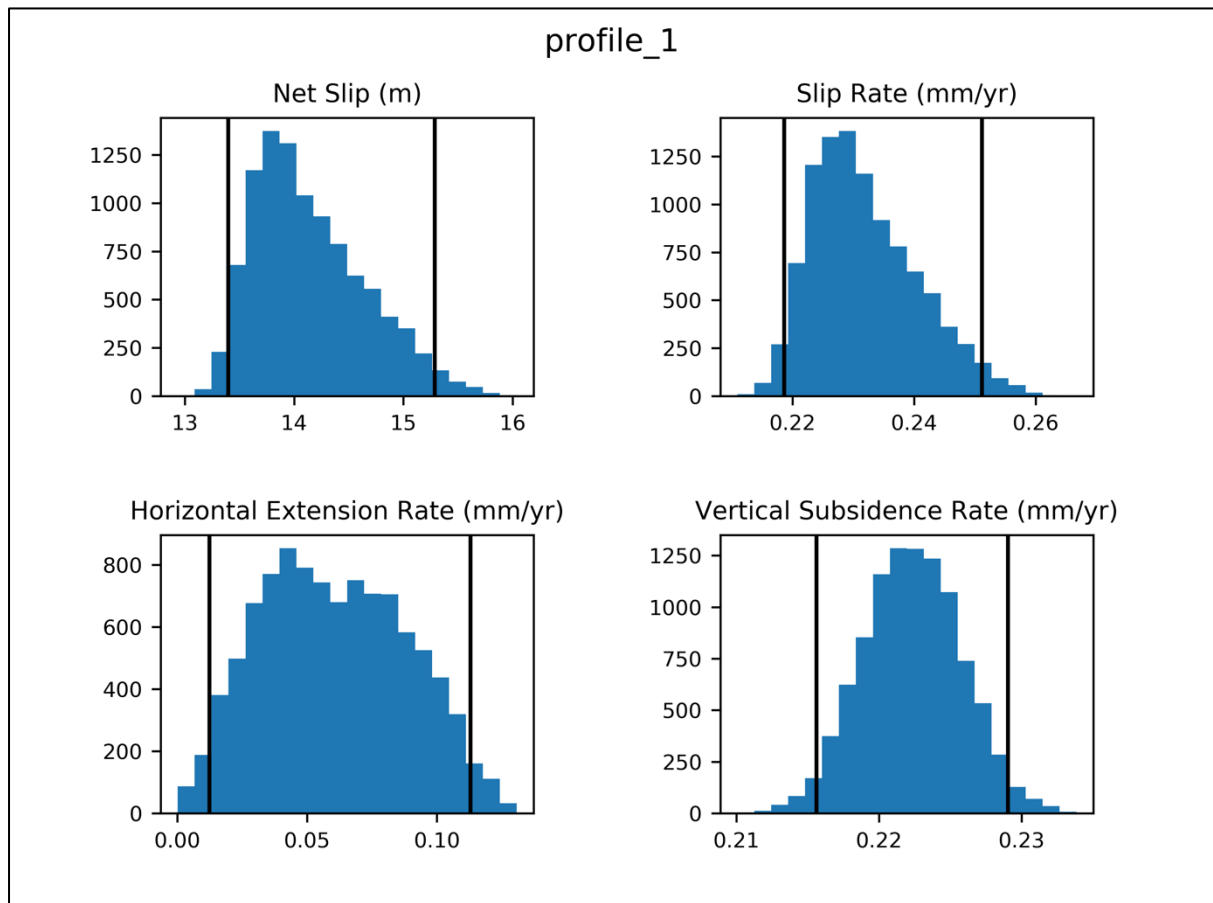 profile_1
Net Slip (m)
1250
1000
750
500
250
0
13 14 15 16
Slip Rate (mm/yr)
1250
1000
750
500
250
0
0.22 0.24 0.26
Horizontal Extension Rate (mm/yr)
800
600
400
200
0
0.00 0.05 0.10
Vertical Subsidence Rate (mm/yr)
1250
1000
750
500
250
0
0.21 0.22 0.23